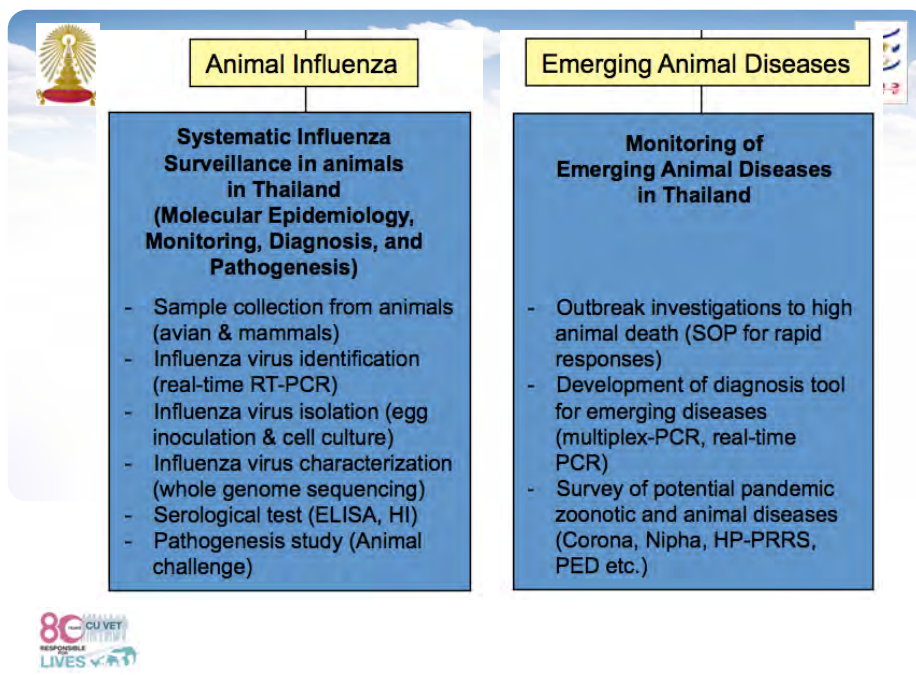 Animal Influenza
Systematic Influenza
Surveillance in animals
in Thailand
(Molecular Epidemiology,
Monitoring, Diagnosis, and
Pathogenesis)
- Sample collection from animals
(avian & mammals)
- Influenza virus identification
(real-time RT-PCR)
- Influenza virus isolation (egg
inoculation & cell culture)
- Influenza virus characterization
(whole genome sequencing)
- Serological test (ELISA, HI)
- Pathogenesis study (Animal
challenge)
Emerging Animal Diseases
Monitoring of
Emerging Animal Diseases
in Thailand
- Outbreak investigations to high
animal death (SOP for rapid
responses)
- Development of diagnosis tool
for emerging diseases
(multiplex-PCR, real-time
PCR)
- Survey of potential pandemic
zoonotic and animal diseases
(Corona, Nipha, HP-PRRS,
PED etc.)
80 YEARS CU VET
RESPONSIBLE
FOR
LIVES